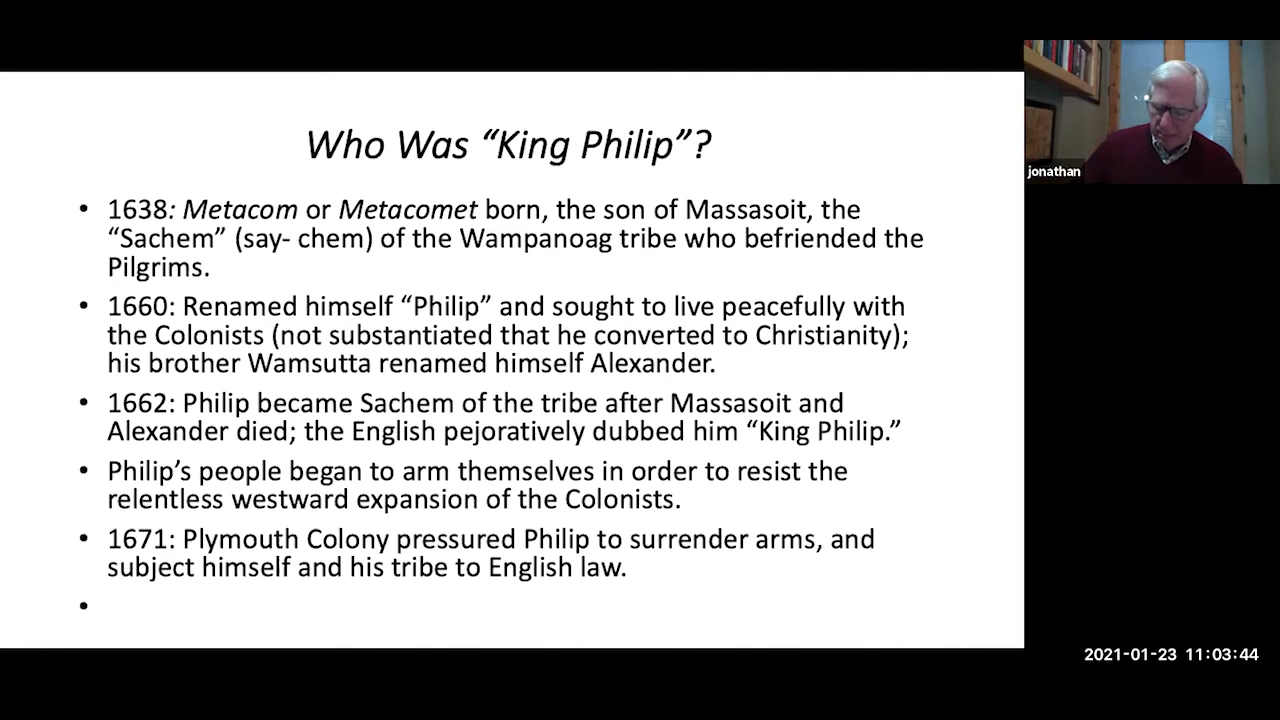 Who Was “King Philip”?
• 1638: Metacom or Metacomet born, the son of Massasoit, the
“Sachem” (say- chem) of the Wampanoag tribe who befriended the
Pilgrims.
• 1660: Renamed himself “Philip” and sought to live peacefully with
the Colonists (not substantiated that he converted to Christianity);
his brother Wamsutta renamed himself Alexander.
• 1662: Philip became Sachem of the tribe after Massasoit and
Alexander died; the English pejoratively dubbed him “King Philip.”
• Philip’s people began to arm themselves in order to resist the
relentless westward expansion of the Colonists.
• 1671: Plymouth Colony pressured Philip to surrender arms, and
subject himself and his tribe to English law.
•
jonathan
2021-01-23 11:03:44